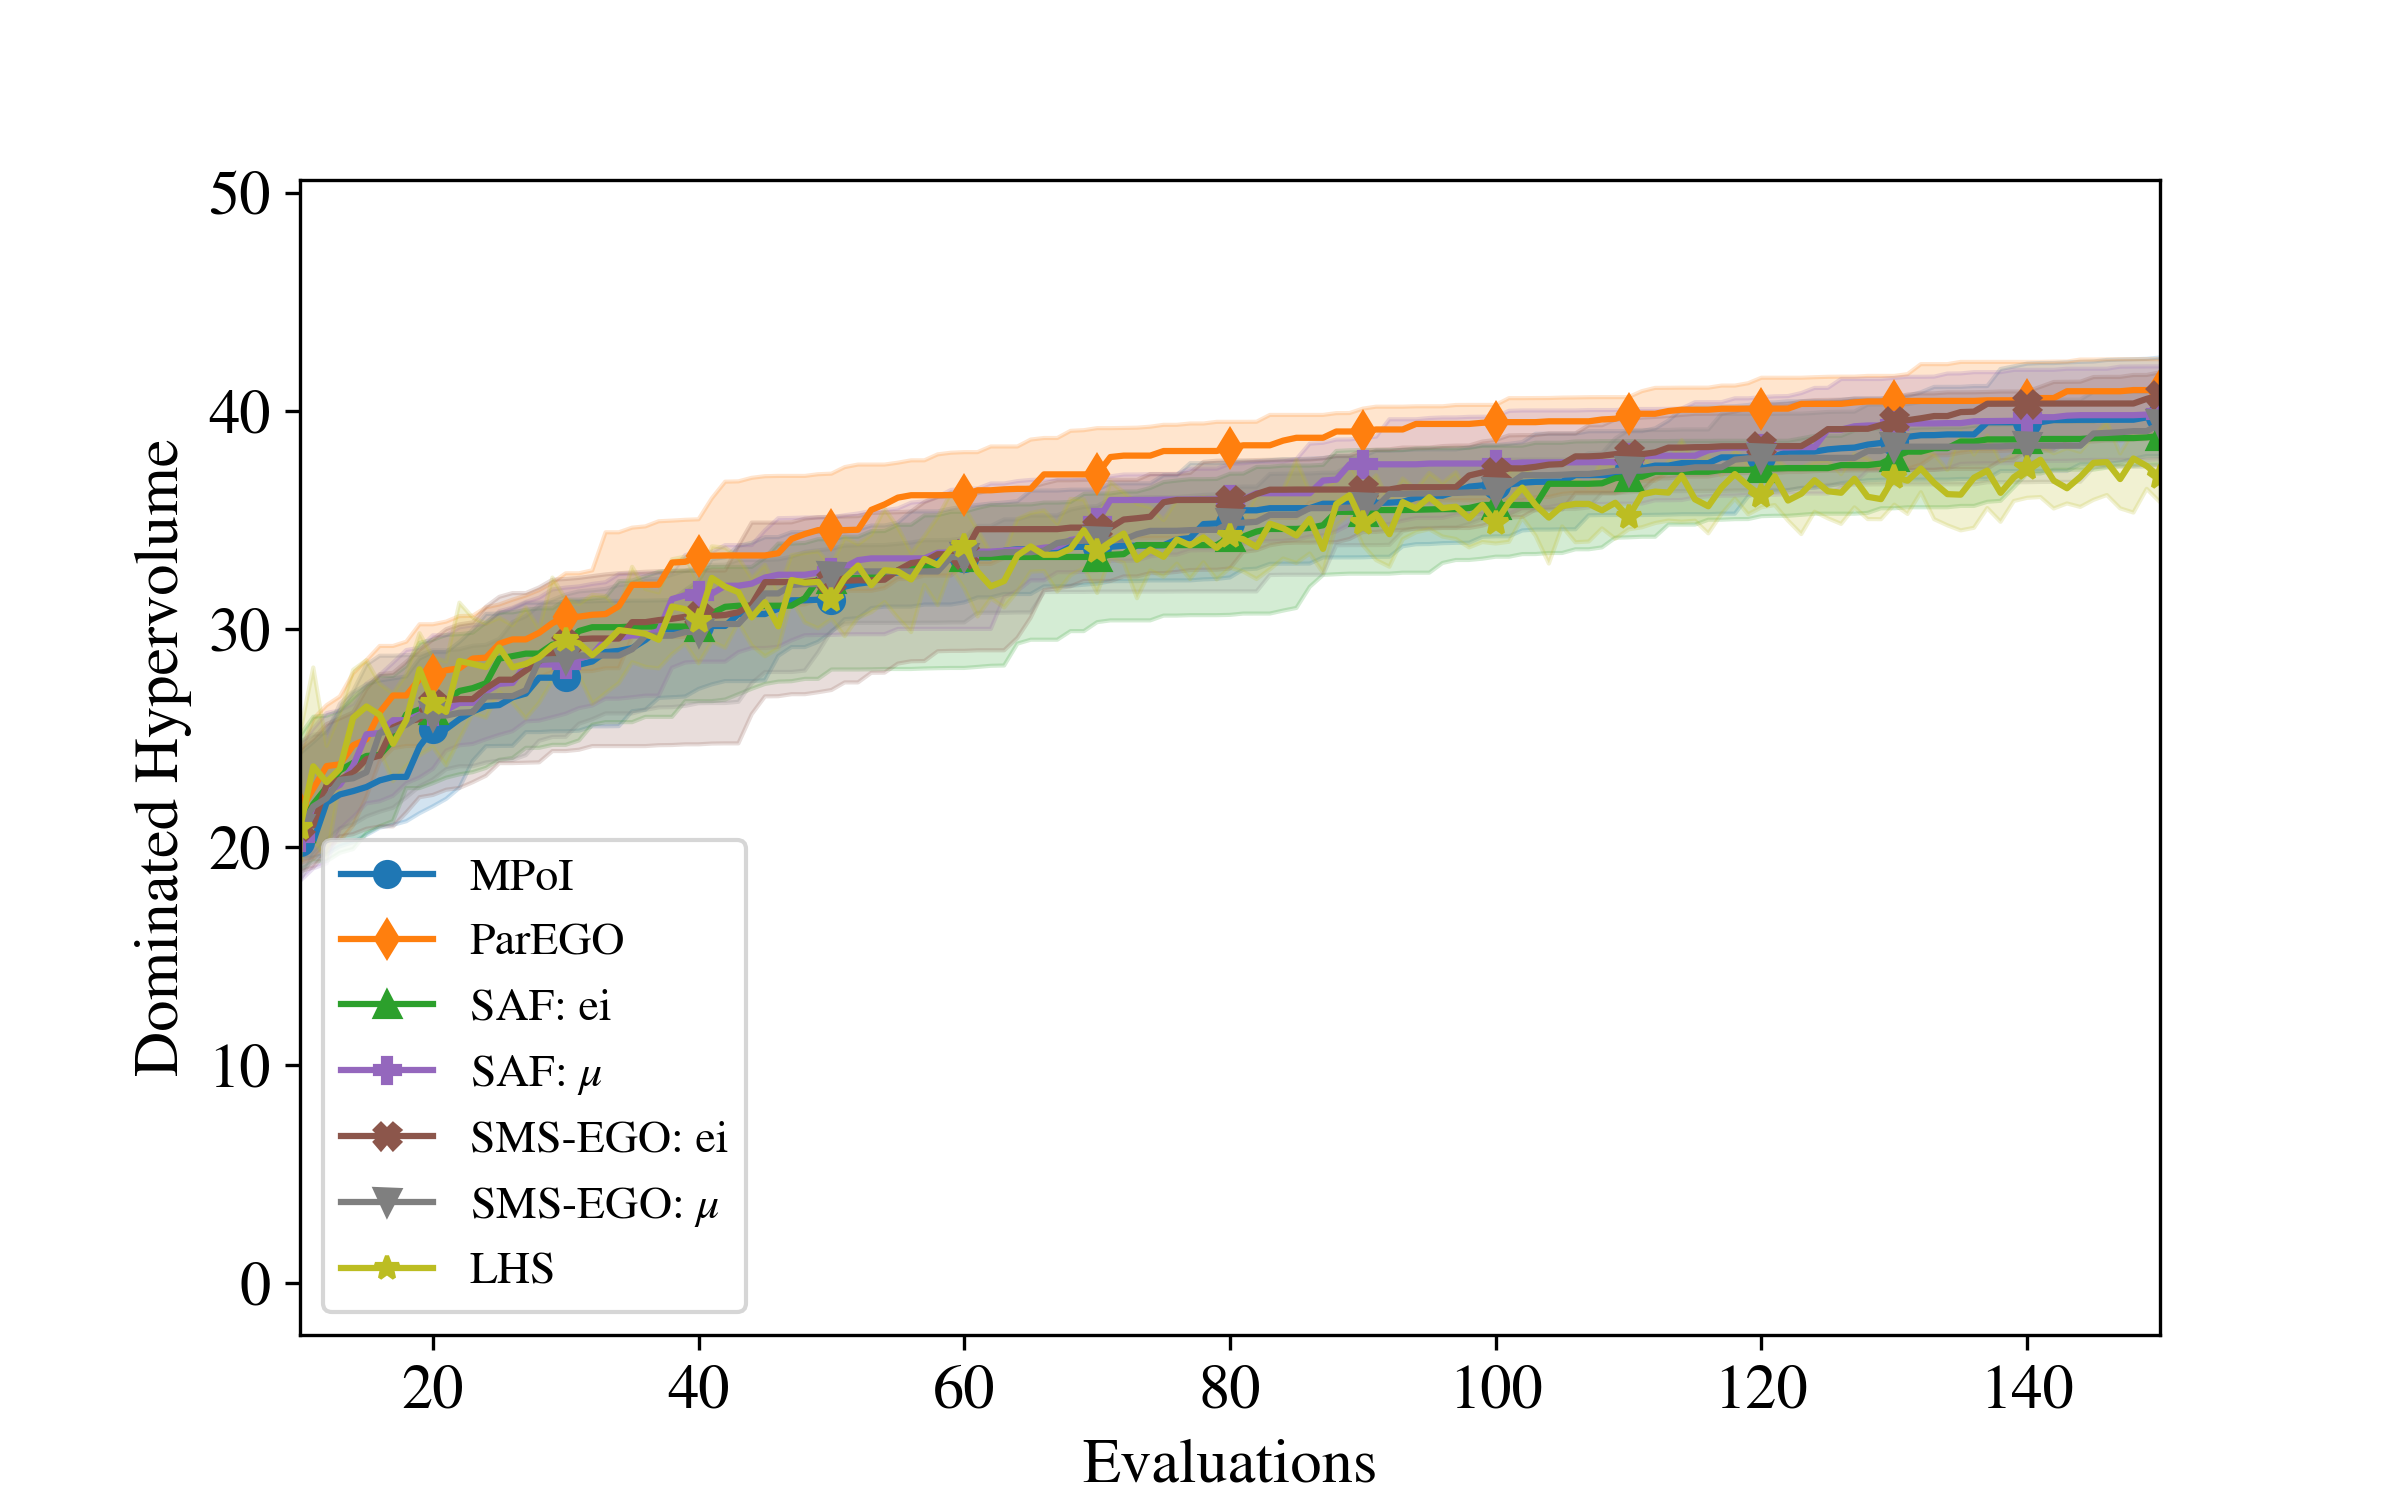 Dominated Hypervolume
50
40
30
20
10
0
MPoI
ParEGO
SAF: ei
SAF: μ
SMS-EGO: ei
SMS-EGO: μ
LHS
20 40 60 80 100 120 140
Evaluations